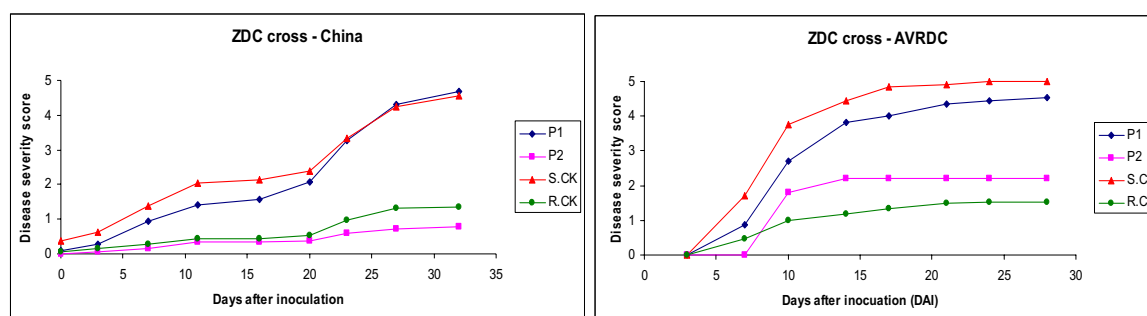 ZDC cross - China
Disease severity score
5
4
3
2
1
0
0 5 10 15 20 25 30 35
Days after inoculation
P1
P2
S.CK
R.CK
ZDC cross - AVRDC
Disease severity score
5
4
3
2
1
0
0 5 10 15 20 25 30
Days after inocuation (DAI)
P1
P2
S.C
R.C